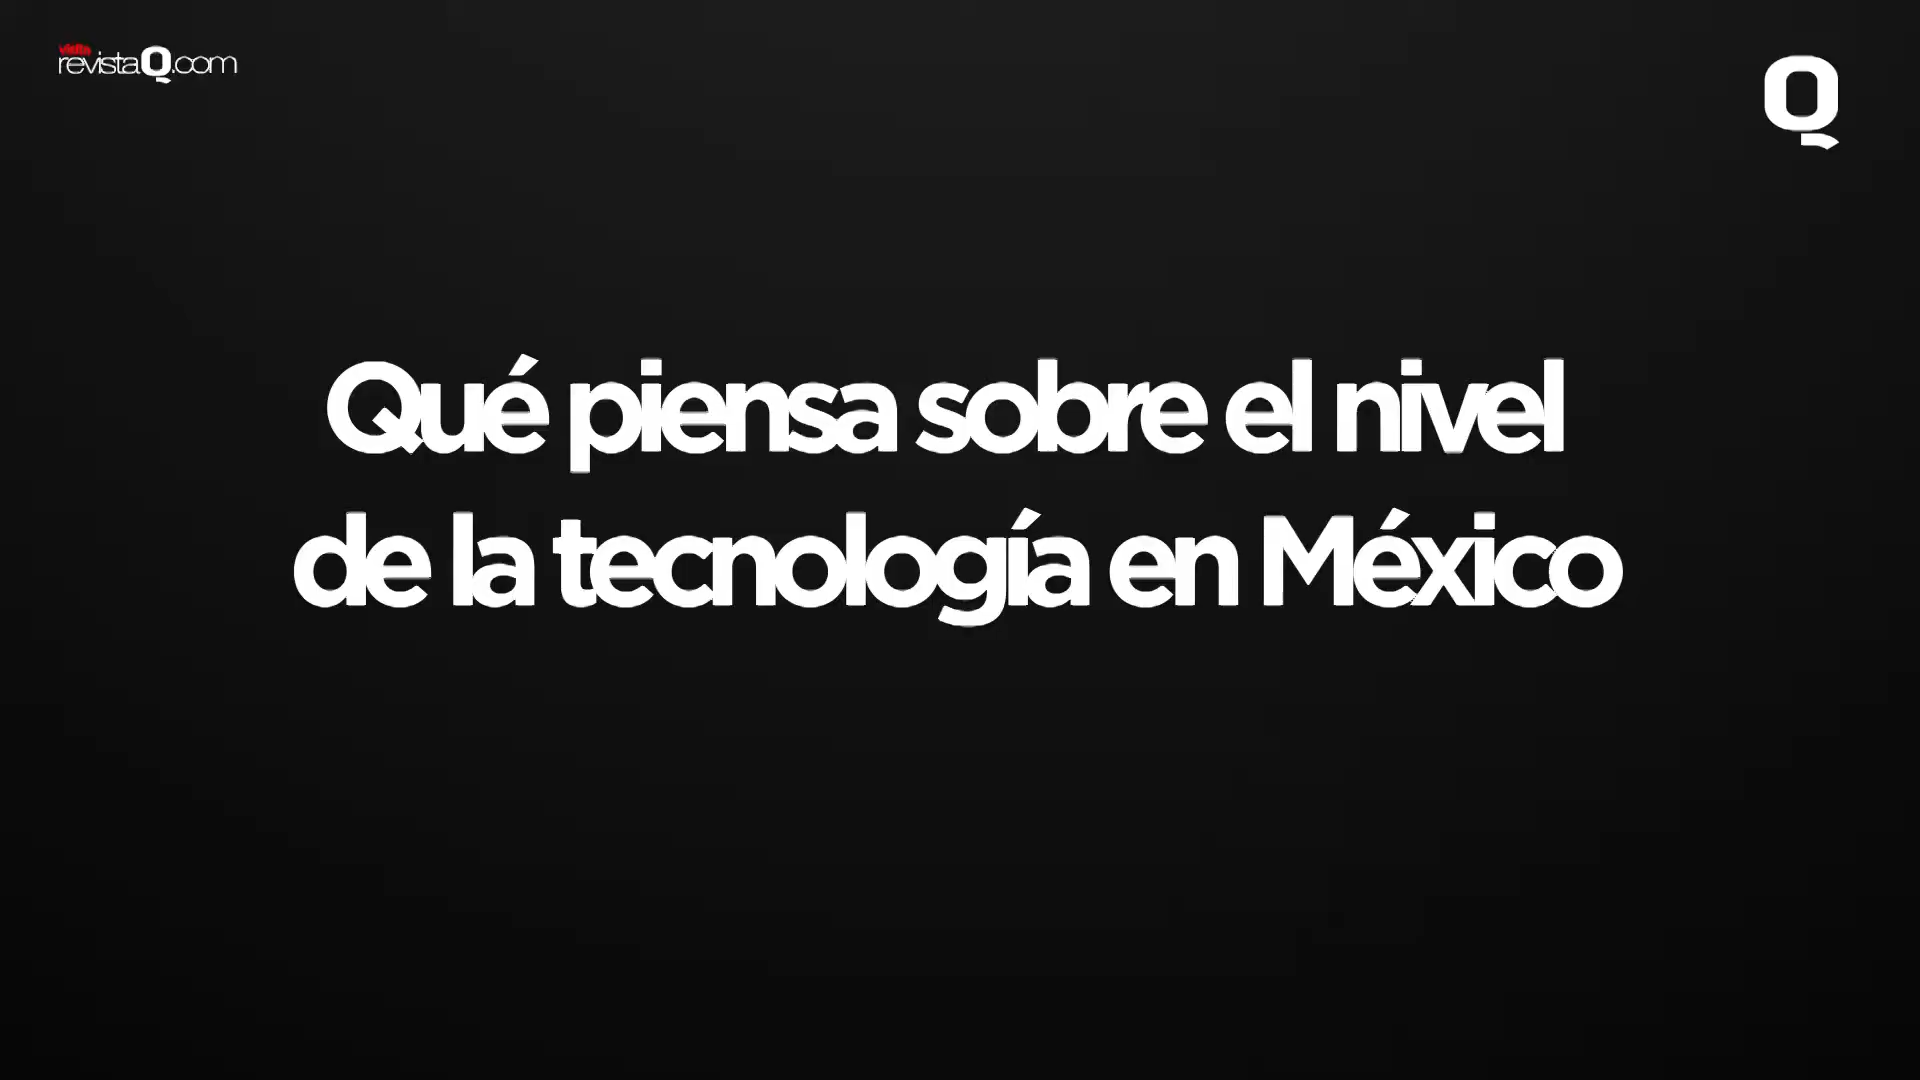 visita
revistaQ.com
Q
Qué piensa sobre el nivel
de la tecnología en México